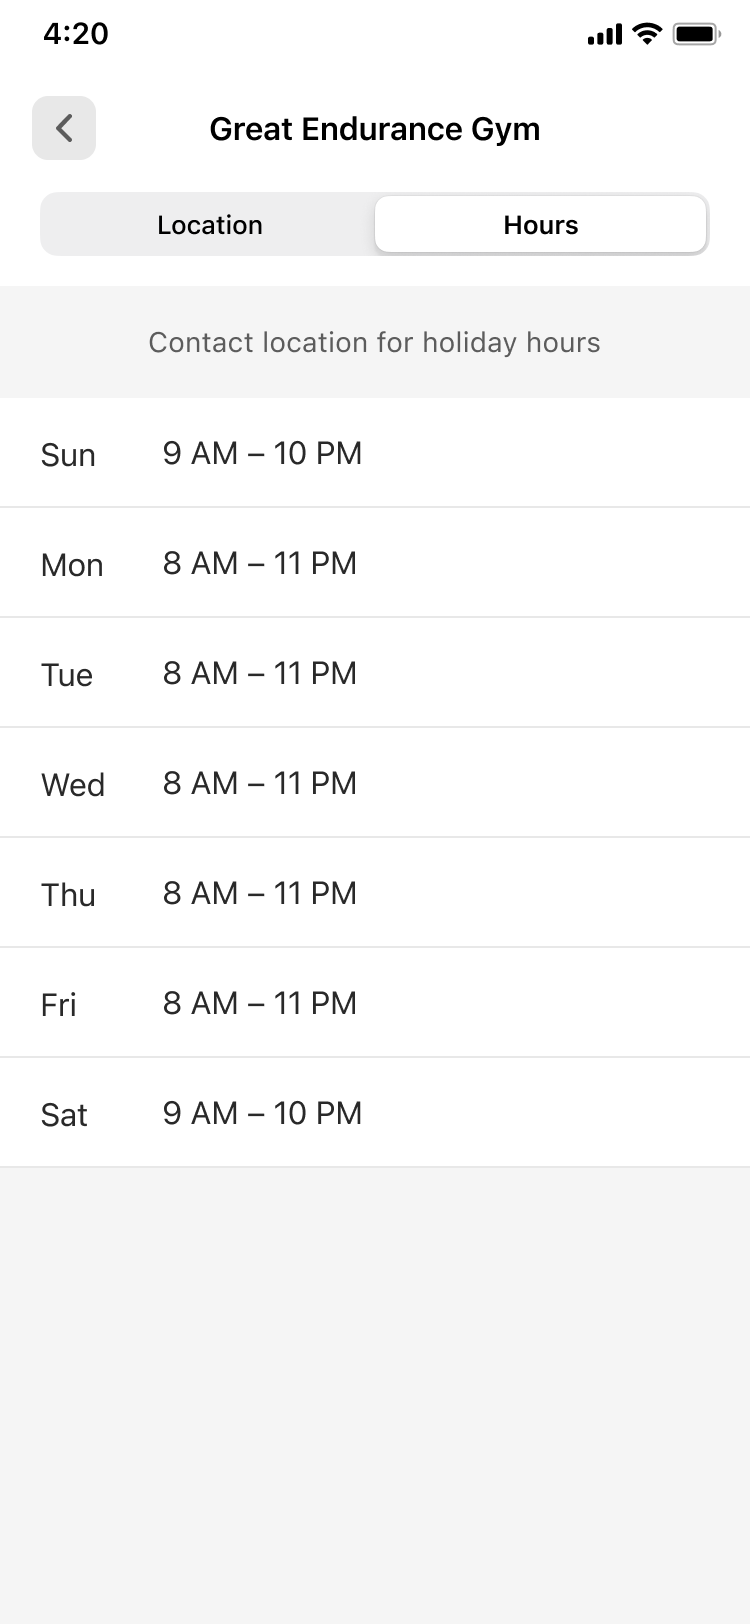 4:20
Great Endurance Gym
Location Hours
Contact location for holiday hours
Sun 9 AM – 10 PM
Mon 8 AM – 11 PM
Tue 8 AM – 11 PM
Wed 8 AM – 11 PM
Thu 8 AM – 11 PM
Fri 8 AM – 11 PM
Sat 9 AM – 10 PM